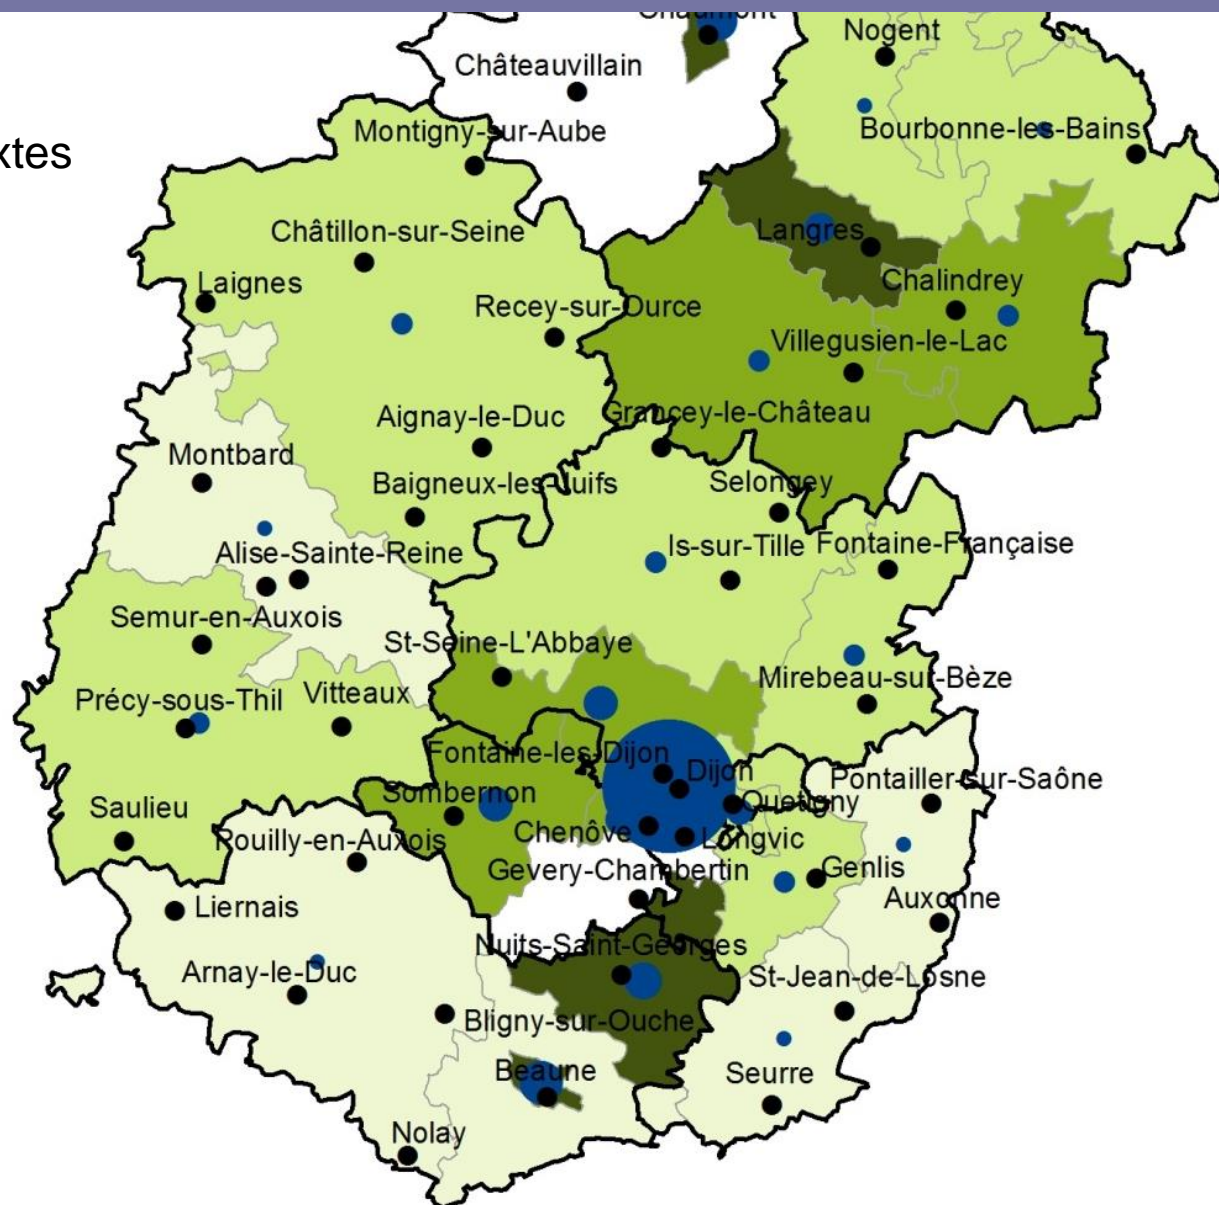 Chaumont
Nogent
Châteauvillain
Montigny-sur-Aube
Bourbonne-les-Bains
xtes
Châtillon-sur-Seine
Langres
Laignes
Chalindrey
Recey-sur-Ource
Villegusien-le-Lac
Aignay-le-Duc
Grancey-le-Château
Montbard
Baigneux-les-Juifs
Selongey
Alise-Sainte-Reine
Is-sur-Tille
Fontaine-Française
Semur-en-Auxois
St-Seine-L'Abbaye
Précy-sous-Thil
Vitteaux
Mirebeau-sur-Bèze
Fontaine-les-Dijon
Dijon
Pontailler-sur-Saône
Sombernon
Quetigny
Saulieu
Pouilly-en-Auxois
Chenôve
Longvic
Gevery-Chambertin
Genlis
Auxonne
Liernais
Nuits-Saint-Georges
Arnay-le-Duc
St-Jean-de-Losne
Bligny-sur-Ouche
Beaune
Seurre
Nolay